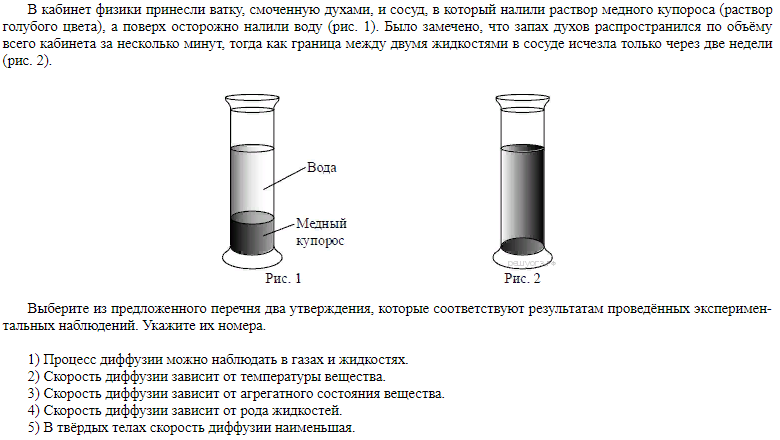 В кабинет физики принесли ватку, смоченную духами, и сосуд, в который налили раствор медного купороса (раствор
голубого цвета), а поверх осторожно налили воду (рис. 1). Было замечено, что запах духов распространился по объёму
всего кабинета за несколько минут, тогда как граница между двумя жидкостями в сосуде исчезла только через две недели
(рис. 2).
Вода
Медный
купорос
Рис. 1
Рис. 2
Выберите из предложенного перечня два утверждения, которые соответствуют результатам проведённых эксперимен-
тальных наблюдений. Укажите их номера.
1) Процесс диффузии можно наблюдать в газах и жидкостях.
2) Скорость диффузии зависит от температуры вещества.
3) Скорость диффузии зависит от агрегатного состояния вещества.
4) Скорость диффузии зависит от рода жидкостей.
5) В твёрдых телах скорость диффузии наименьшая.